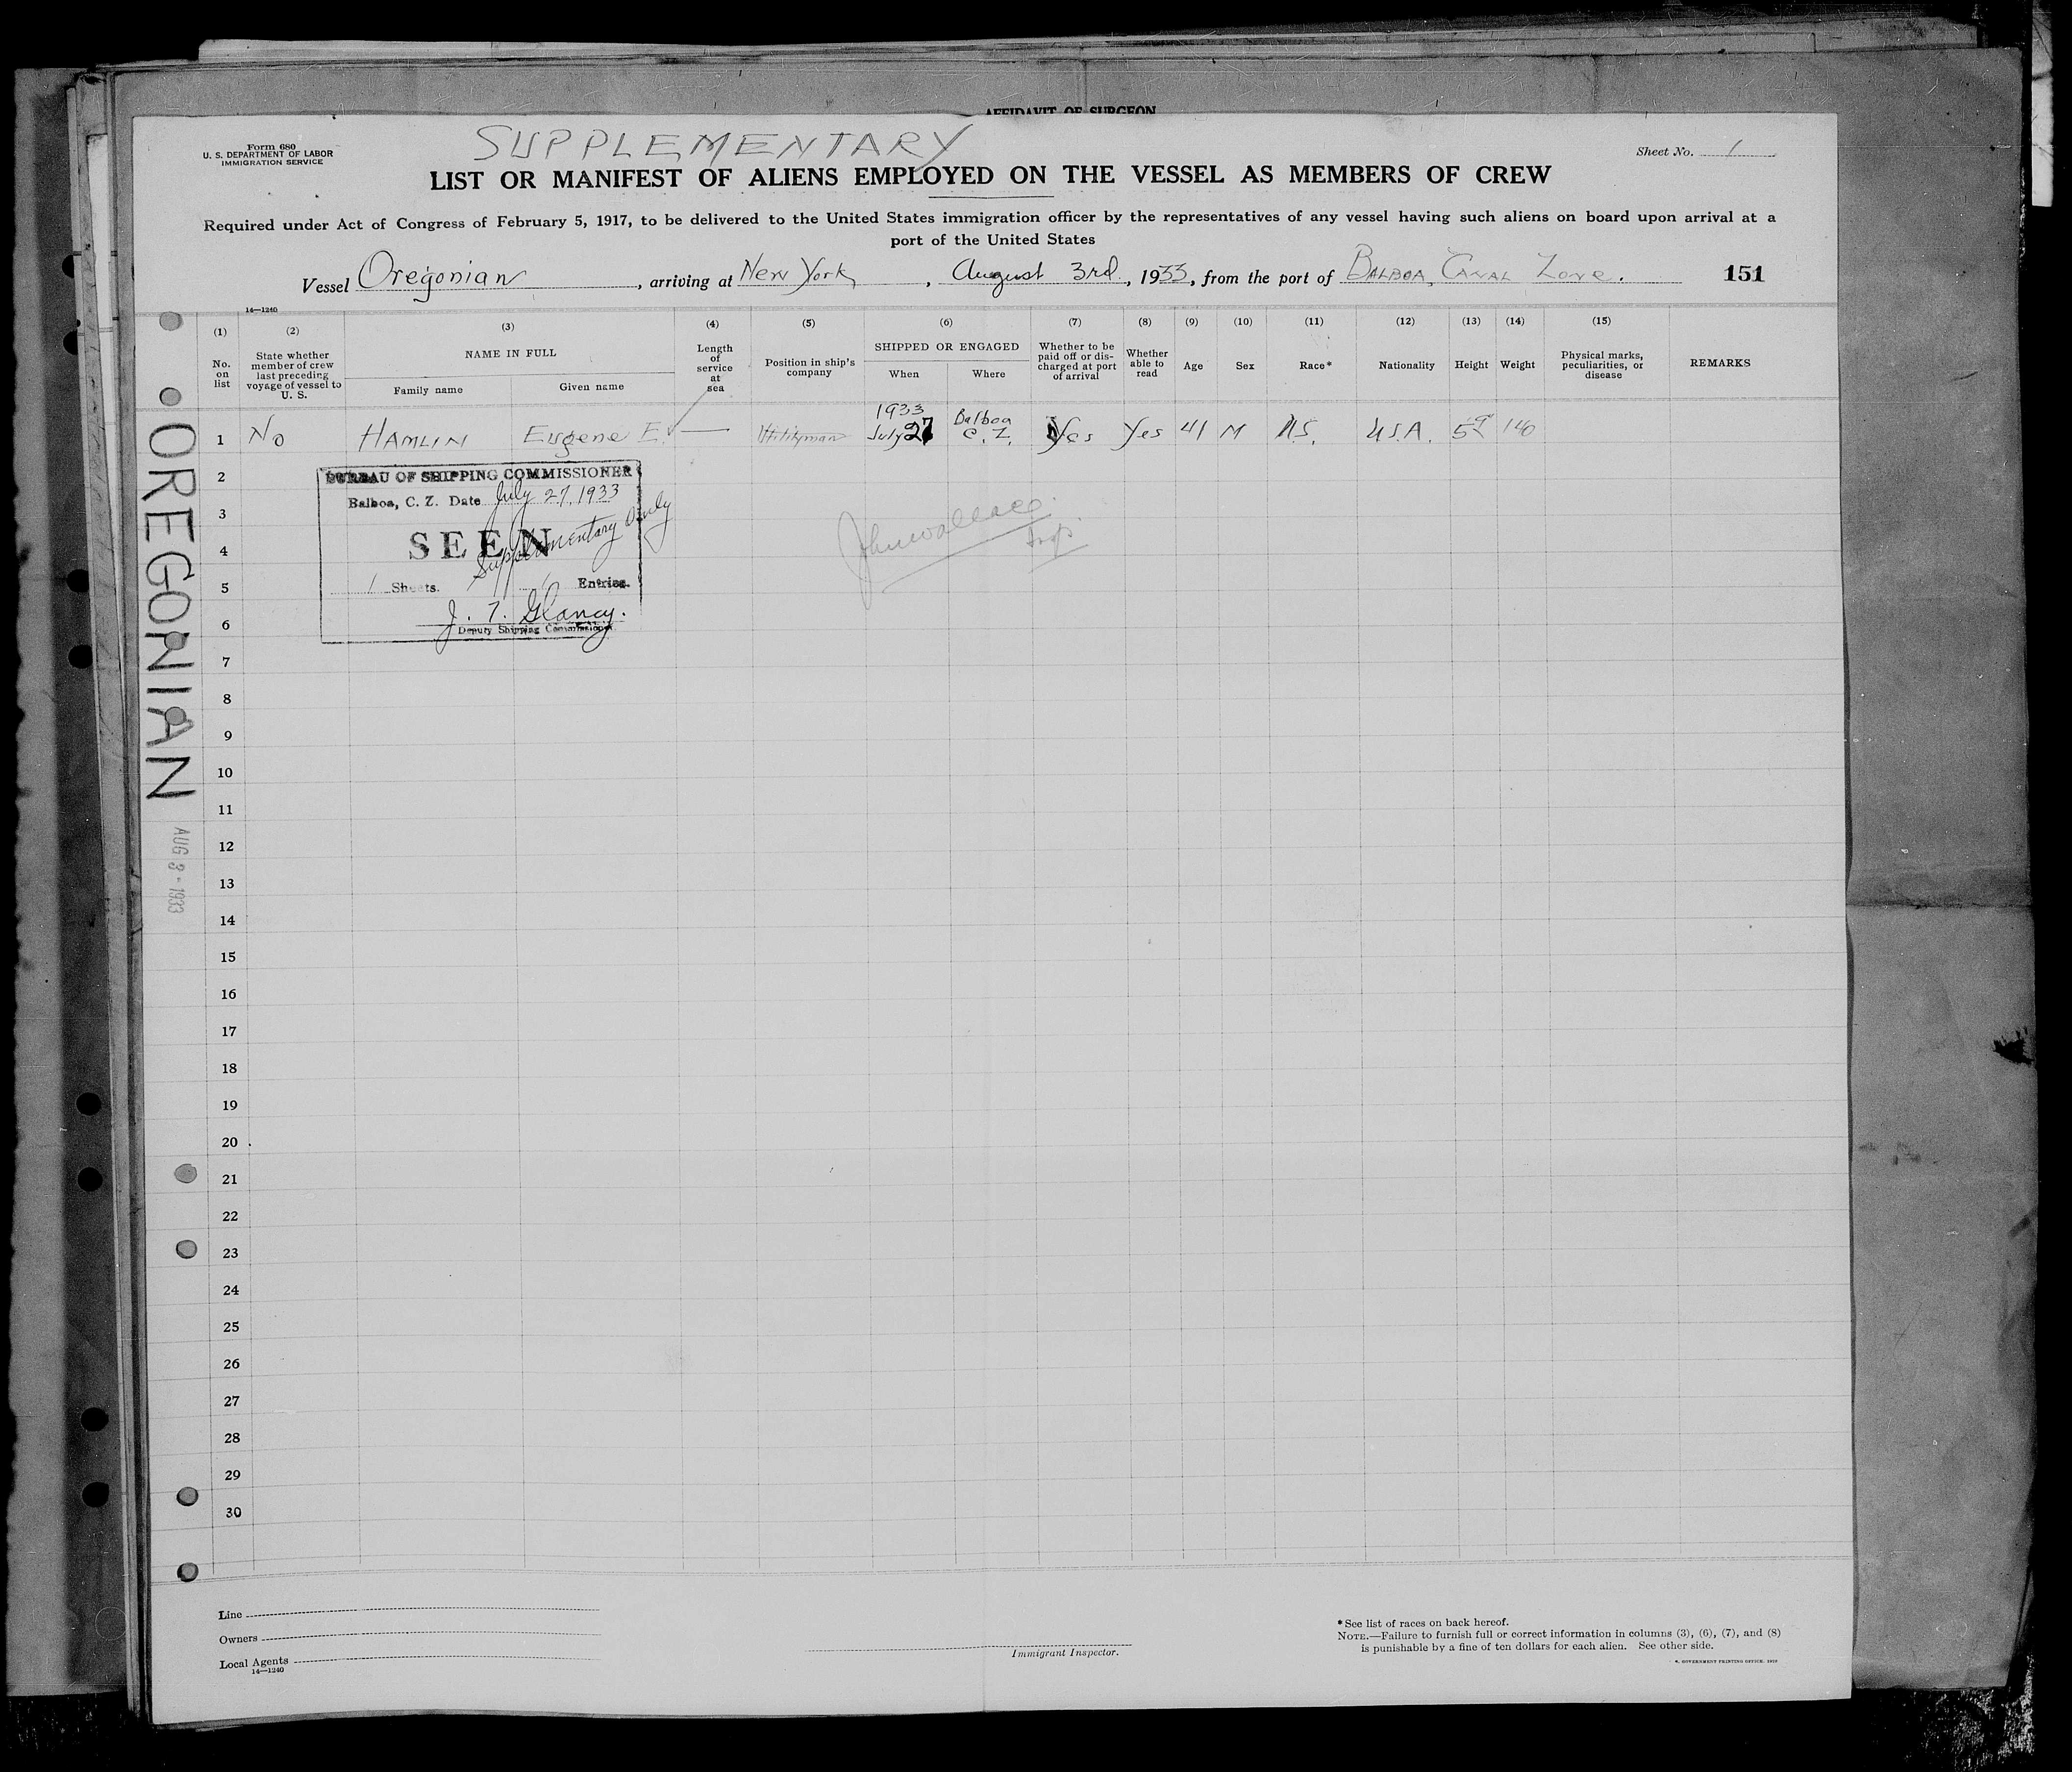 AFFIDAVIT OF SURGEON
SUPPLEMENTARY
Form 680
U. S. DEPARTMENT OF LABOR
IMMIGRATION SERVICE
Sheet No. 1
LIST OR MANIFEST OF ALIENS EMPLOYED ON THE VESSEL AS MEMBERS OF CREW
Required under Act of Congress of February 5, 1917, to be delivered to the United States immigration officer by the representatives of any vessel having such aliens on board upon arrival at a
port of the United States
Vessel Oregonian, arriving at New York, August 3rd, 1933, from the port of BALBOA, CANAL ZONE. 151
14—1240
(1) (2) (3) (4) (5) (6) (7) (8) (9) (10) (11) (12) (13) (14) (15)
No. on list
State whether member of crew last preceding voyage of vessel to U. S.
NAME IN FULL
Family name
Given name
Length of service at sea
Position in ship's company
SHIPPED OR ENGAGED
When
Where
Whether to be paid off or discharged at port of arrival
Whether able to read
Age
Sex
Race*
Nationality
Height
Weight
Physical marks, peculiarities, or disease
REMARKS
1 No HAMLIN Eugene E. — Utilityman 1933 July 27 Balboa C. Z. Yes Yes 41 M U.S. U.S.A. 5 9 140
BUREAU OF SHIPPING COMMISSIONER
Balboa, C. Z. Date July 27, 1933
SEEN
Supplementary Only
1 Sheets. 1 Entries.
J. T. Glancy.
Deputy Shipping Commissioner
John Wallace
Insp
2
3
4
5
6
7
8
9
10
11
12
13
14
15
16
17
18
19
20
21
22
23
24
25
26
27
28
29
30
OREGONIAN
AUG 3 - 1933
Line
Owners
Local Agents
14—1240
Immigrant Inspector.
* See list of races on back hereof.
NOTE.—Failure to furnish full or correct information in columns (3), (6), (7), and (8)
is punishable by a fine of ten dollars for each alien. See other side.
GOVERNMENT PRINTING OFFICE